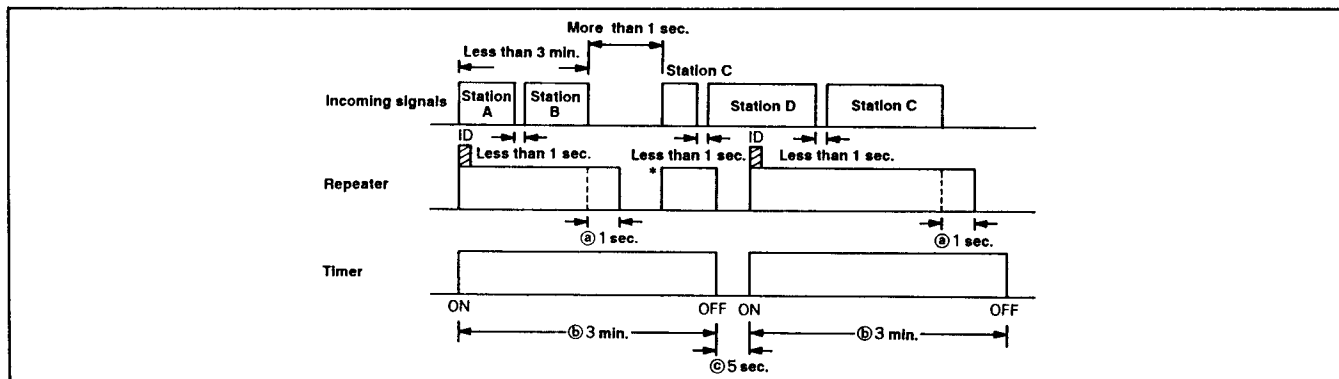 More than 1 sec.
Less than 3 min.
Station C
Incoming signals
Station A
Station B
Station D
Station C
ID
ID
Less than 1 sec.
Less than 1 sec.
Less than 1 sec.
Repeater
*
ⓐ 1 sec.
ⓐ 1 sec.
Timer
ON
OFF
ON
OFF
ⓑ 3 min.
ⓑ 3 min.
ⓒ 5 sec.